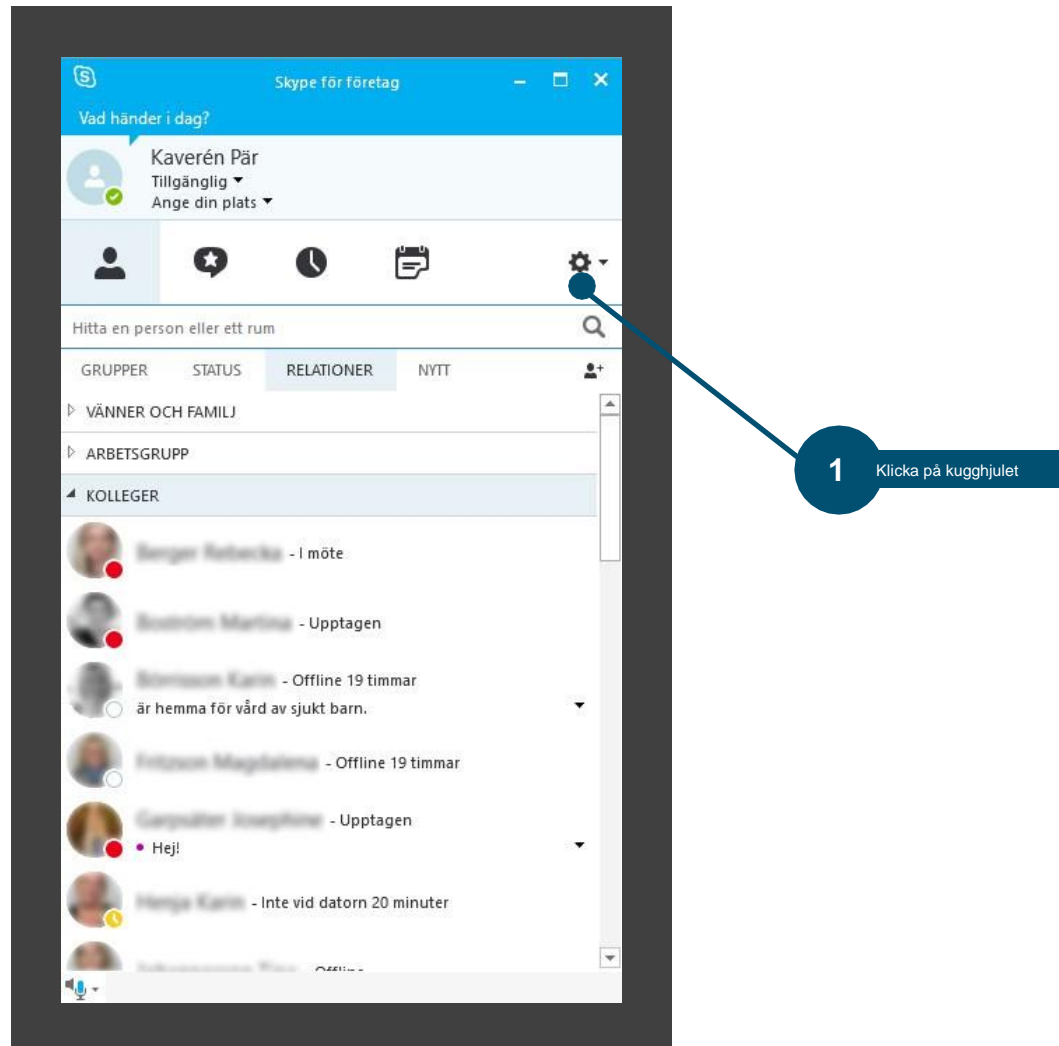 Skype för företag
Vad händer i dag?
Kaverén Pär
Tillgänglig
Ange din plats
Hitta en person eller ett rum
GRUPPER STATUS RELATIONER NYTT
VÄNNER OCH FAMILJ
ARBETSGRUPP
1 Klicka på kugghjulet
KOLLEGER
- I möte
- Upptagen
- Offline 19 timmar
är hemma för vård av sjukt barn.
- Offline 19 timmar
- Upptagen
Hej!
- Inte vid datorn 20 minuter